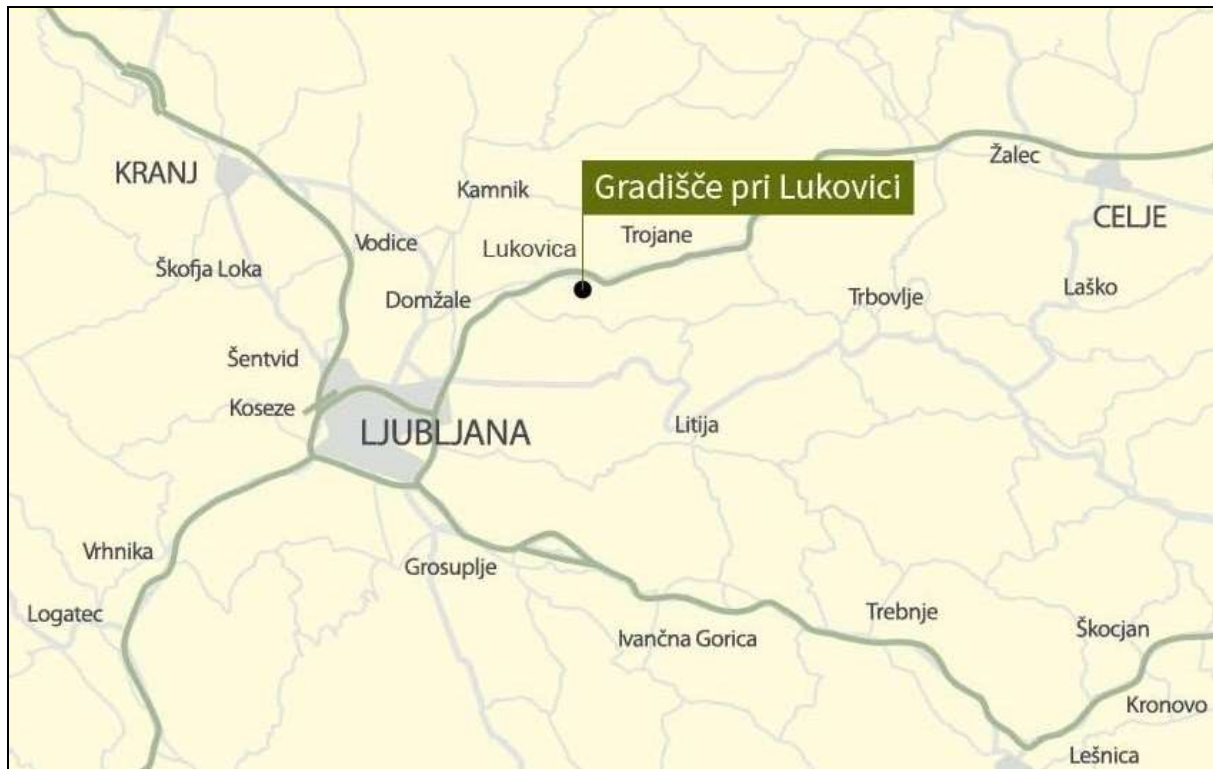 KRANJ
Žalec
Kamnik
Gradišče pri Lukovici
CELJE
Vodice
Lukovica
Trojane
Škofja Loka
Domžale
Trbovlje
Laško
Šentvid
Koseze
LJUBLJANA
Litija
Vrhnika
Grosuplje
Logatec
Ivančna Gorica
Trebnje
Škocjan
Kronovo
Lešnica